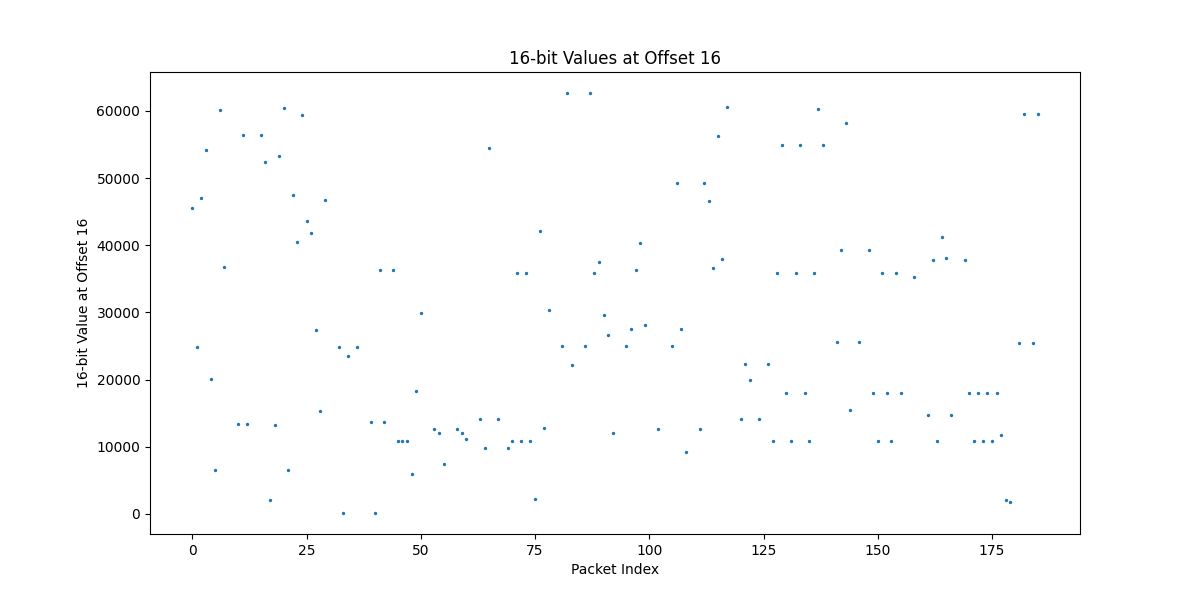 16-bit Values at Offset 16
60000
50000
40000
30000
20000
10000
0
16-bit Value at Offset 16
0 25 50 75 100 125 150 175
Packet Index